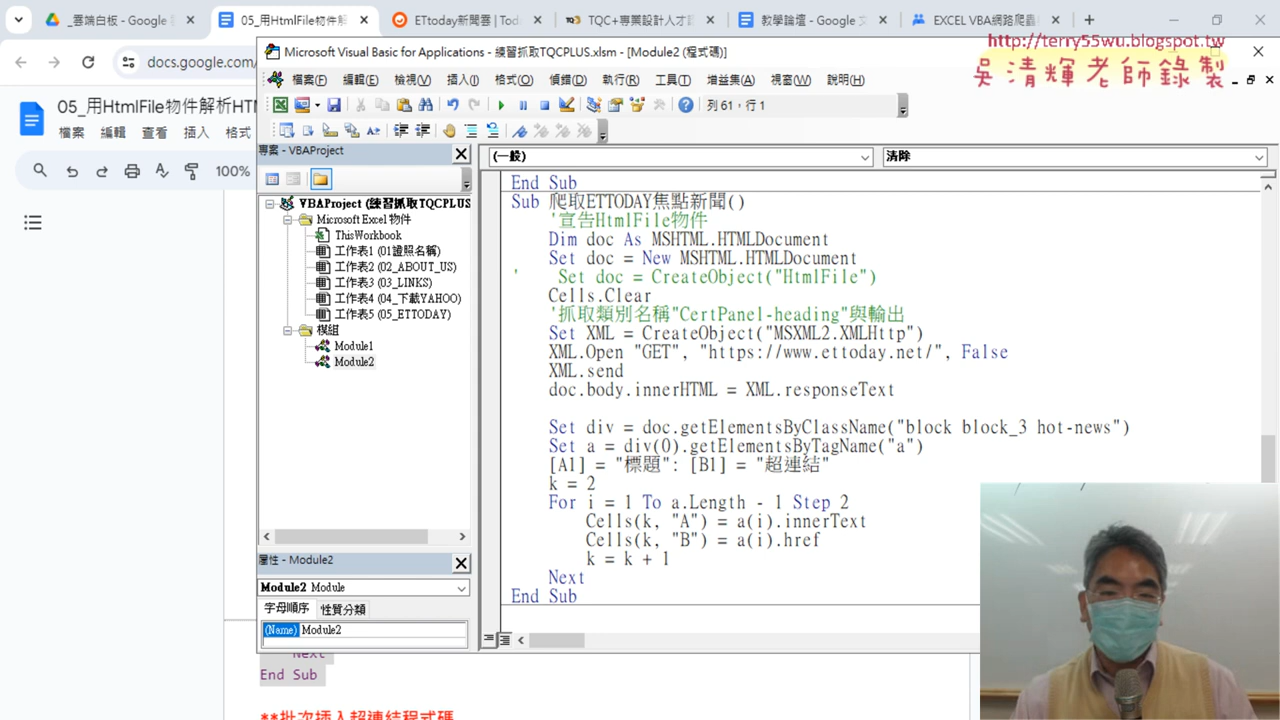 _雲端白板 - Google
05_用HtmlFile物件解
ETtoday新聞雲 | Tod
TQC+專業設計人才
教學論壇 - Google 文
EXCEL VBA網路爬蟲
http://terry55wu.blogspot.tw
吳清輝老師錄製
docs.google.com/
05_用HtmlFile物件解析HTM
檔案 編輯 查看 插入 格式
100%
Microsoft Visual Basic for Applications - 練習抓取TQCPLUS.xlsm - [Module2 (程式碼)]
檔案(F) 編輯(E) 檢視(V) 插入(I) 格式(O) 偵錯(D) 執行(R) 工具(T) 增益集(A) 視窗(W) 說明(H)
列 61，行 1
專案 - VBAProject
VBAProject (練習抓取TQCPLUS
Microsoft Excel 物件
ThisWorkbook
工作表1 (01證照名稱)
工作表2 (02_ABOUT_US)
工作表3 (03_LINKS)
工作表4 (04_下載YAHOO)
工作表5 (05_ETTODAY)
模組
Module1
Module2
屬性 - Module2
Module2 Module
字母順序 性質分類
(Name) Module2
(一般) 清除
End Sub
Sub 爬取ETTODAY焦點新聞()
'宣告HtmlFile物件
Dim doc As MSHTML.HTMLDocument
Set doc = New MSHTML.HTMLDocument
' Set doc = CreateObject("HtmlFile")
Cells.Clear
'抓取類別名稱"CertPanel-heading"與輸出
Set XML = CreateObject("MSXML2.XMLHttp")
XML.Open "GET", "https://www.ettoday.net/", False
XML.send
doc.body.innerHTML = XML.responseText
Set div = doc.getElementsByClassName("block block_3 hot-news")
Set a = div(0).getElementsByTagName("a")
[A1] = "標題": [B1] = "超連結"
k = 2
For i = 1 To a.Length - 1 Step 2
Cells(k, "A") = a(i).innerText
Cells(k, "B") = a(i).href
k = k + 1
Next
End Sub
Next
End Sub
**批次插入超連結程式碼